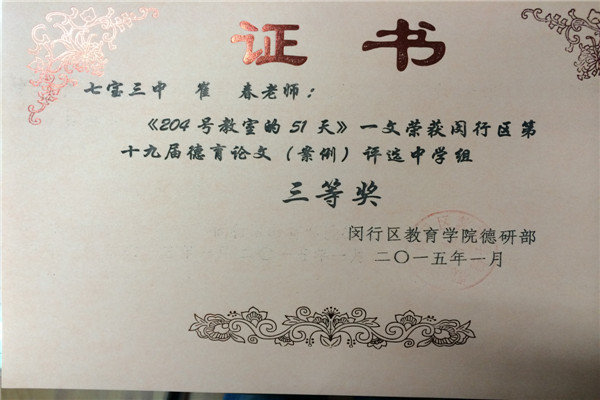 证书
七宝三中 崔 春老师：
《204号教室的51天》一文荣获闵行区第
十九届德育论文（案例）评选中学组
三等奖
闵行区教育学院德研部
二〇一五年一月